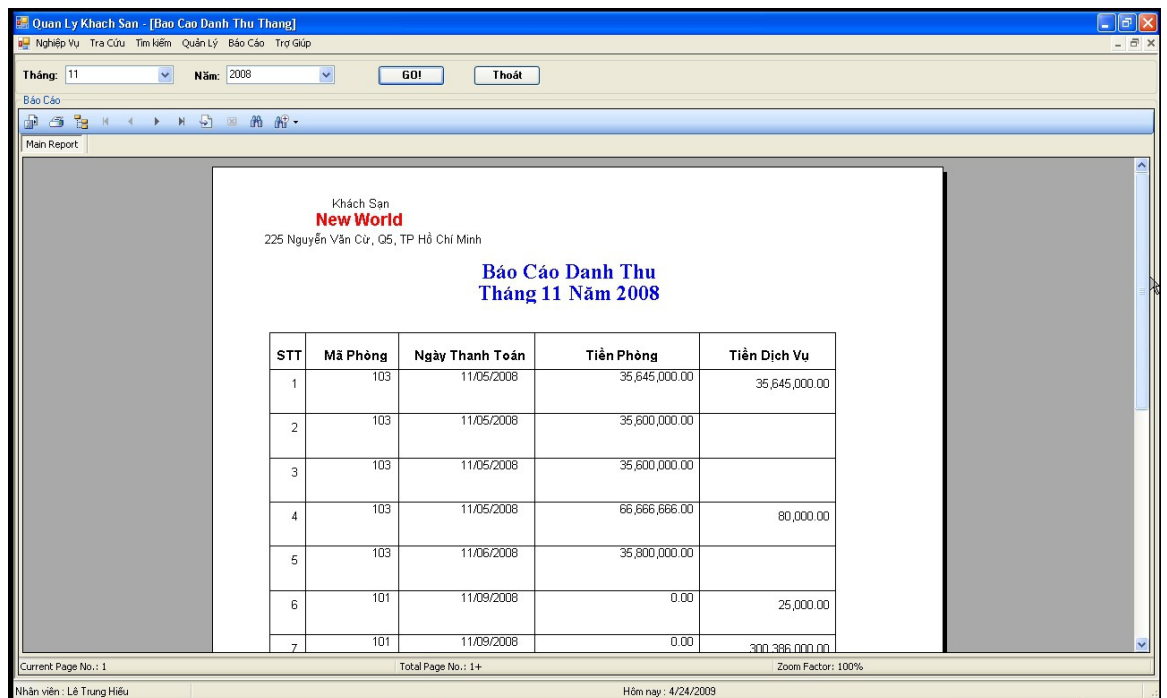 Quan Ly Khach San - [Bao Cao Danh Thu Thang]
Nghiệp Vụ Tra Cứu Tìm kiếm Quản Lý Báo Cáo Trợ Giúp
Tháng: 11 Năm: 2008 GO! Thoát
Báo Cáo
Main Report
Khách Sạn
New World
225 Nguyễn Văn Cừ, Q5, TP Hồ Chí Minh
Báo Cáo Danh Thu
Tháng 11 Năm 2008
STT Mã Phòng Ngày Thanh Toán Tiền Phòng Tiền Dịch Vụ
1 103 11/05/2008 35,645,000.00 35,645,000.00
2 103 11/05/2008 35,600,000.00
3 103 11/05/2008 35,600,000.00
4 103 11/05/2008 66,666,666.00 80,000.00
5 103 11/06/2008 35,800,000.00
6 101 11/09/2008 0.00 25,000.00
7 101 11/09/2008 0.00 300,386,000.00
Current Page No.: 1 Total Page No.: 1+ Zoom Factor: 100%
Nhân viên : Lê Trung Hiếu Hôm nay : 4/24/2009